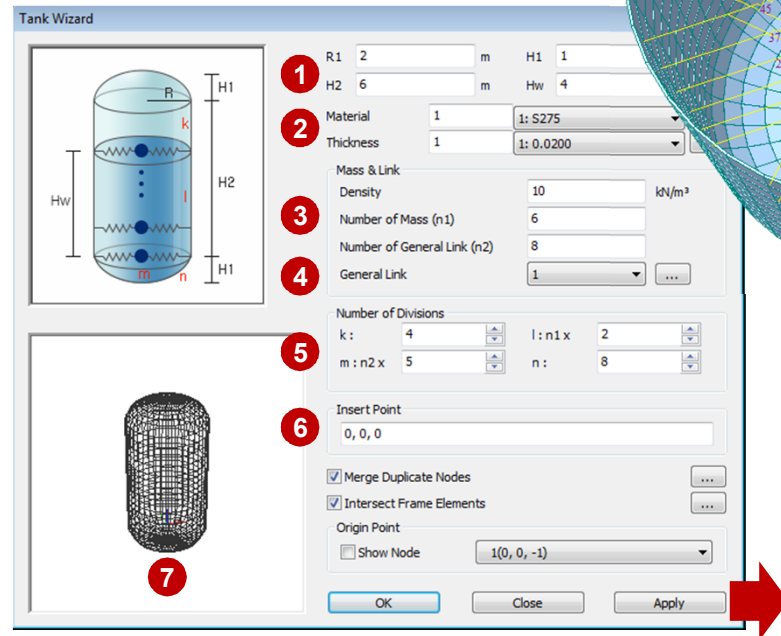 Tank Wizard
45
37
2
R
H1
k
H2
Hw
l
m
n
H1
1
R1 2 m H1 1
H2 6 m Hw 4
2
Material 1 1: S275
Thickness 1 1: 0.0200
Mass & Link
Density 10 kN/m³
3
Number of Mass (n1) 6
Number of General Link (n2) 8
4
General Link 1 ...
Number of Divisions
k : 4 l : n1 x 2
5
m : n2 x 5 n : 8
Insert Point
6
0, 0, 0
Merge Duplicate Nodes ...
Intersect Frame Elements ...
Origin Point
Show Node 1(0, 0, -1)
7
OK Close Apply